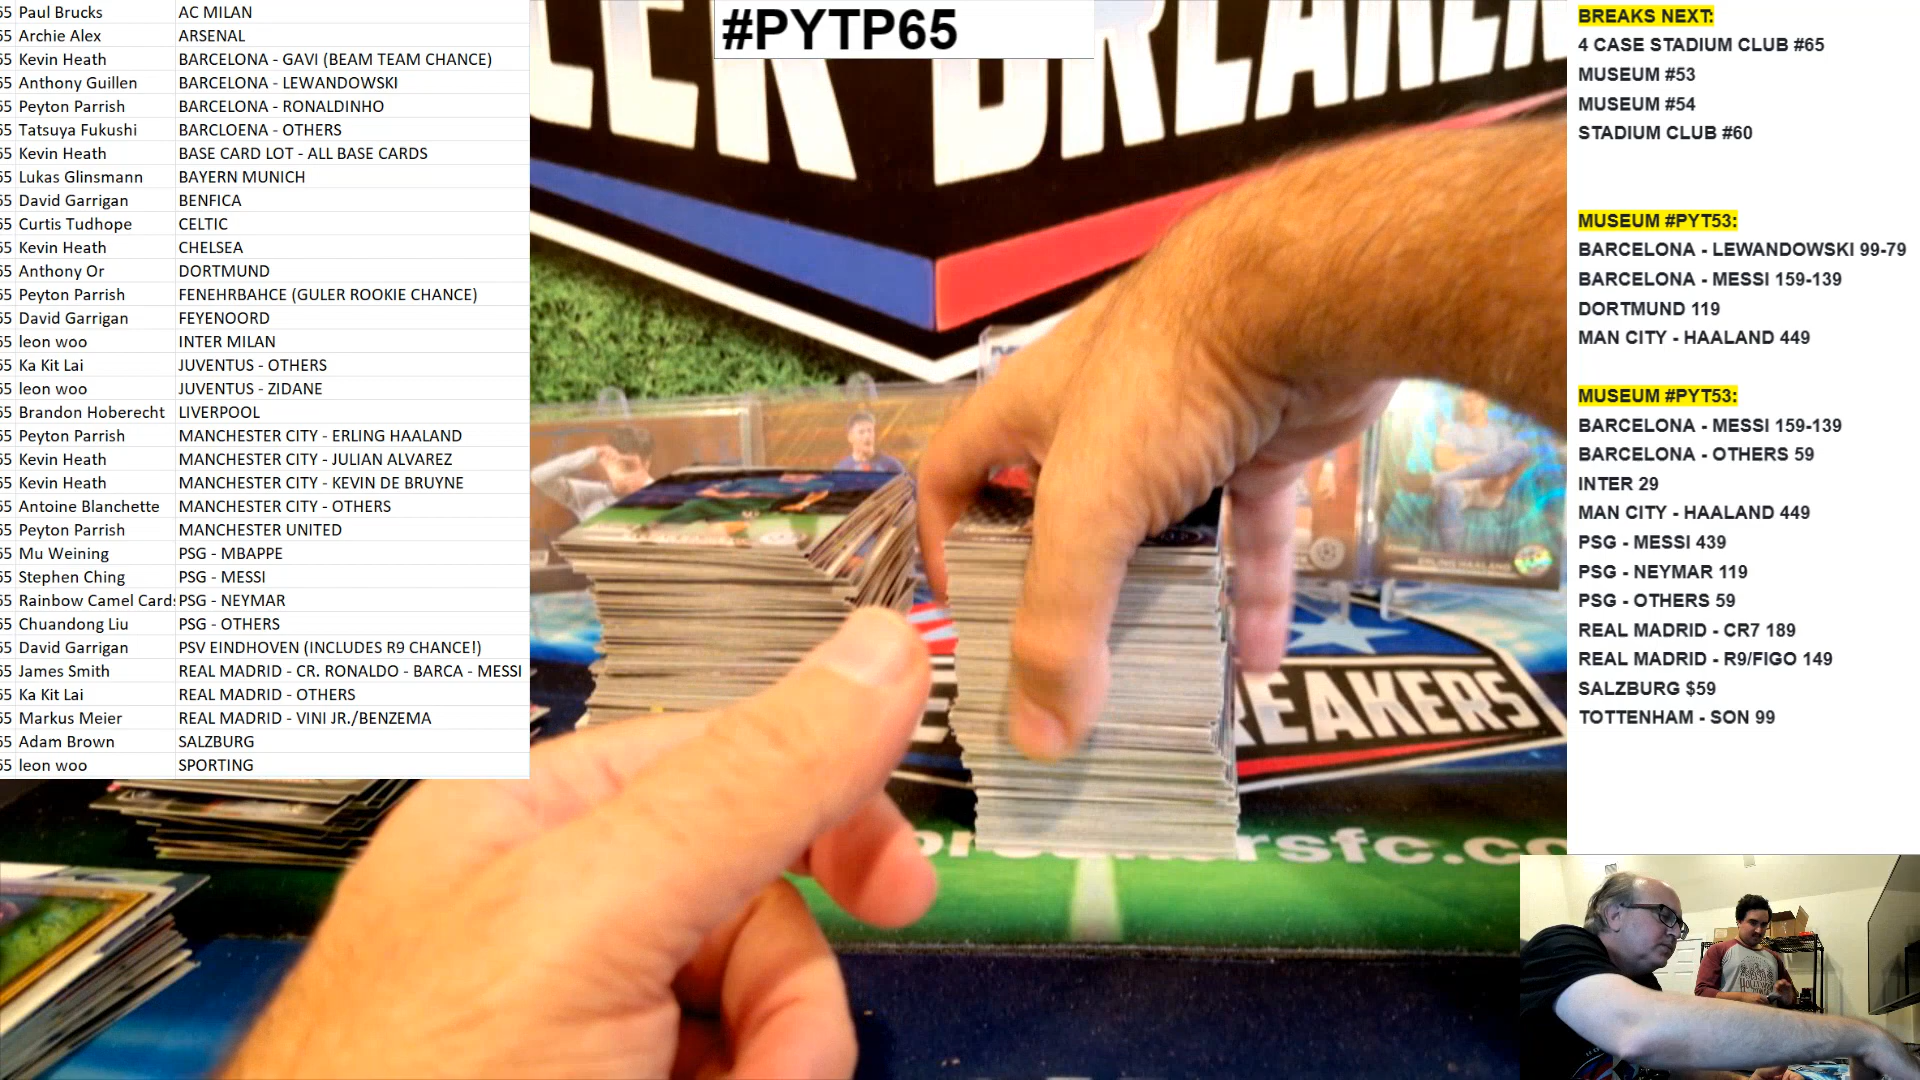 #PYTP65
65 Paul Brucks AC MILAN
65 Archie Alex ARSENAL
65 Kevin Heath BARCELONA - GAVI (BEAM TEAM CHANCE)
65 Anthony Guillen BARCELONA - LEWANDOWSKI
65 Peyton Parrish BARCELONA - RONALDINHO
65 Tatsuya Fukushi BARCLOENA - OTHERS
65 Kevin Heath BASE CARD LOT - ALL BASE CARDS
65 Lukas Glinsmann BAYERN MUNICH
65 David Garrigan BENFICA
65 Curtis Tudhope CELTIC
65 Kevin Heath CHELSEA
65 Anthony Or DORTMUND
65 Peyton Parrish FENEHRBAHCE (GULER ROOKIE CHANCE)
65 David Garrigan FEYENOORD
65 leon woo INTER MILAN
65 Ka Kit Lai JUVENTUS - OTHERS
65 leon woo JUVENTUS - ZIDANE
65 Brandon Hoberecht LIVERPOOL
65 Peyton Parrish MANCHESTER CITY - ERLING HAALAND
65 Kevin Heath MANCHESTER CITY - JULIAN ALVAREZ
65 Kevin Heath MANCHESTER CITY - KEVIN DE BRUYNE
65 Antoine Blanchette MANCHESTER CITY - OTHERS
65 Peyton Parrish MANCHESTER UNITED
65 Mu Weining PSG - MBAPPE
65 Stephen Ching PSG - MESSI
65 Rainbow Camel Cards PSG - NEYMAR
65 Chuandong Liu PSG - OTHERS
65 David Garrigan PSV EINDHOVEN (INCLUDES R9 CHANCE!)
65 James Smith REAL MADRID - CR. RONALDO - BARCA - MESSI
65 Ka Kit Lai REAL MADRID - OTHERS
65 Markus Meier REAL MADRID - VINI JR./BENZEMA
65 Adam Brown SALZBURG
65 leon woo SPORTING
BREAKS NEXT:
4 CASE STADIUM CLUB #65
MUSEUM #53
MUSEUM #54
STADIUM CLUB #60
MUSEUM #PYT53:
BARCELONA - LEWANDOWSKI 99-79
BARCELONA - MESSI 159-139
DORTMUND 119
MAN CITY - HAALAND 449
MUSEUM #PYT53:
BARCELONA - MESSI 159-139
BARCELONA - OTHERS 59
INTER 29
MAN CITY - HAALAND 449
PSG - MESSI 439
PSG - NEYMAR 119
PSG - OTHERS 59
REAL MADRID - CR7 189
REAL MADRID - R9/FIGO 149
SALZBURG $59
TOTTENHAM - SON 99
BREAKER
EAKERS
rsfc.co